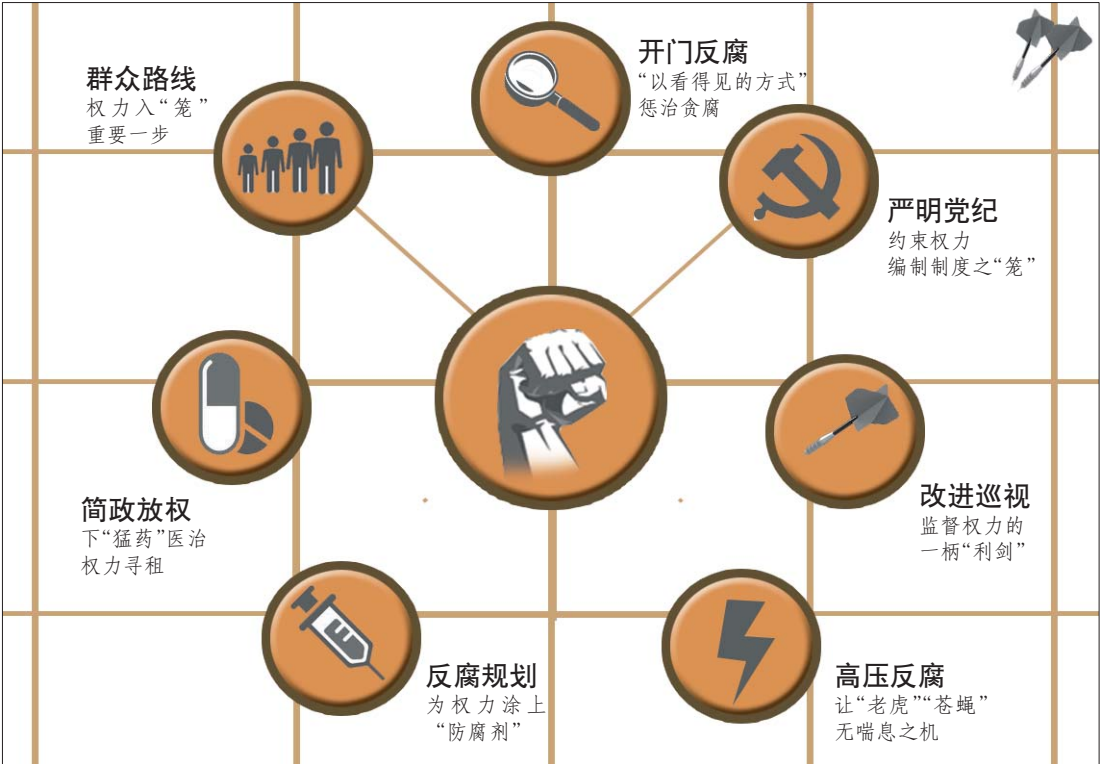 群众路线
权力入“笼”
重要一步
开门反腐
“以看得见的方式”
惩治贪腐
严明党纪
约束权力
编制制度之“笼”
简政放权
下“猛药”医治
权力寻租
改进巡视
监督权力的
一柄“利剑”
反腐规划
为权力涂上
“防腐剂”
高压反腐
让“老虎”“苍蝇”
无喘息之机